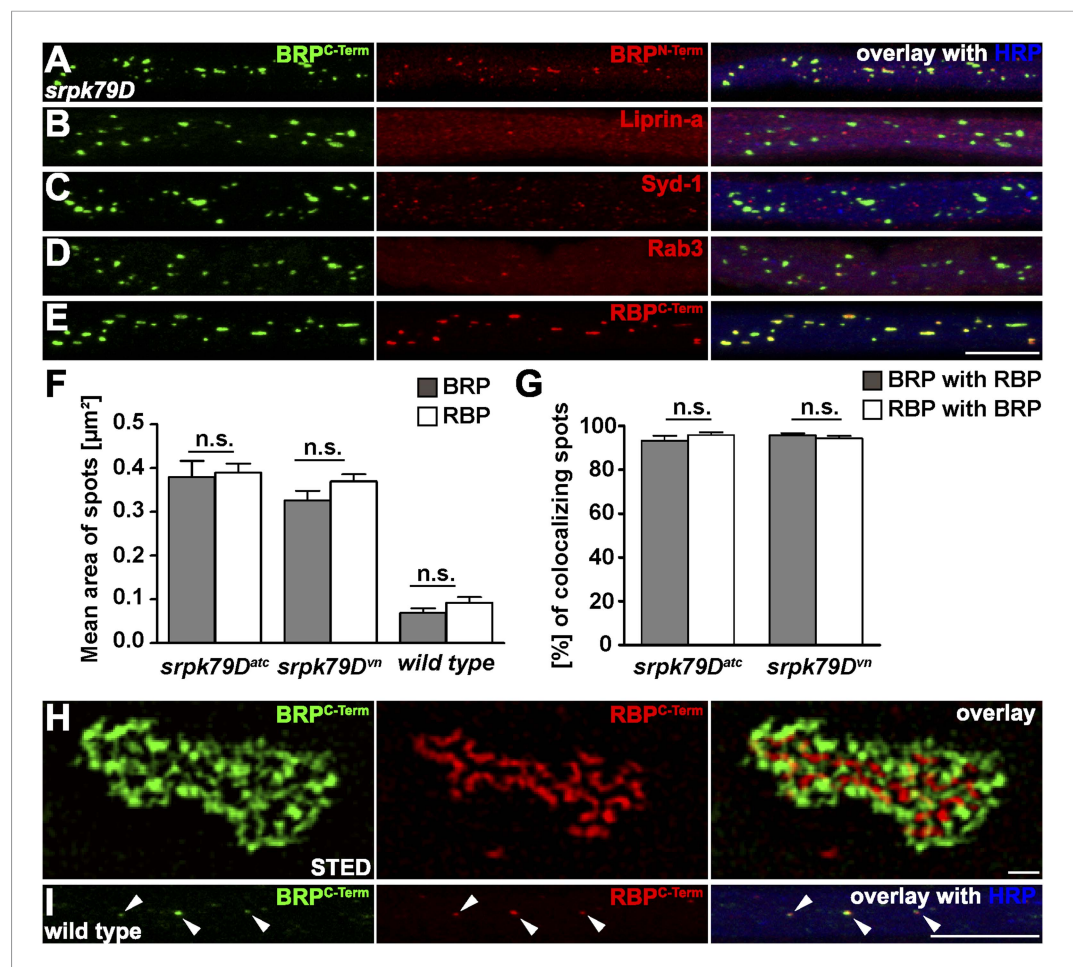 A BRP^C-Term BRP^N-Term overlay with HRP
srpk79D
B Liprin-a
C Syd-1
D Rab3
E RBP^C-Term
F BRP
RBP
Mean area of spots [µm²]
0.5
0.4
0.3
0.2
0.1
0.0
n.s. n.s. n.s.
srpk79D^atc srpk79D^vn wild type
G BRP with RBP
RBP with BRP
[%] of colocalizing spots
100
80
60
40
20
0
n.s. n.s.
srpk79D^atc srpk79D^vn
H BRP^C-Term RBP^C-Term overlay
STED
I BRP^C-Term RBP^C-Term overlay with HRP
wild type